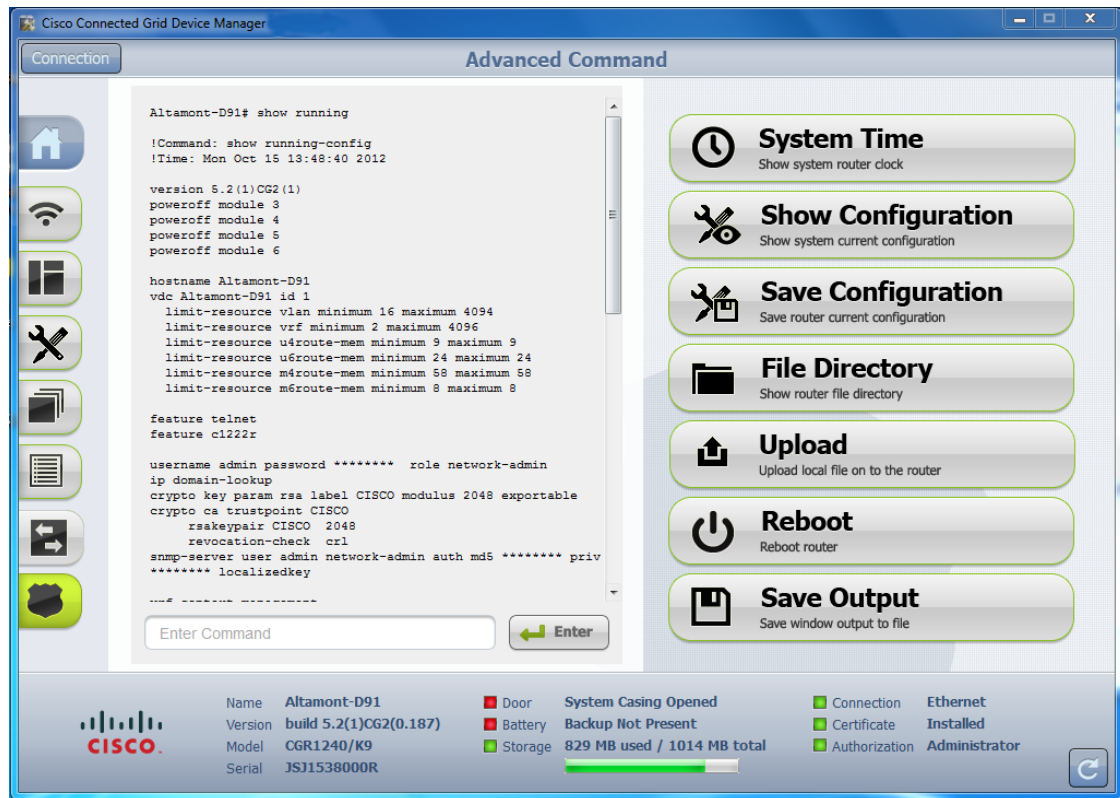 Cisco Connected Grid Device Manager
Connection
Advanced Command
Altamont-D91# show running
!Command: show running-config
!Time: Mon Oct 15 13:48:40 2012
version 5.2(1)CG2(1)
poweroff module 3
poweroff module 4
poweroff module 5
poweroff module 6
hostname Altamont-D91
vdc Altamont-D91 id 1
limit-resource vlan minimum 16 maximum 4094
limit-resource vrf minimum 2 maximum 4096
limit-resource u4route-mem minimum 9 maximum 9
limit-resource u6route-mem minimum 24 maximum 24
limit-resource m4route-mem minimum 58 maximum 58
limit-resource m6route-mem minimum 8 maximum 8
feature telnet
feature c1222r
username admin password ******** role network-admin
ip domain-lookup
crypto key param rsa label CISCO modulus 2048 exportable
crypto ca trustpoint CISCO
rsakeypair CISCO 2048
revocation-check crl
snmp-server user admin network-admin auth md5 ******** priv
******** localizedkey
Enter Command
Enter
System Time
Show system router clock
Show Configuration
Show system current configuration
Save Configuration
Save router current configuration
File Directory
Show router file directory
Upload
Upload local file on to the router
Reboot
Reboot router
Save Output
Save window output to file
CISCO
Name Altamont-D91
Version build 5.2(1)CG2(0.187)
Model CGR1240/K9
Serial JSJ1538000R
Door System Casing Opened
Battery Backup Not Present
Storage 829 MB used / 1014 MB total
Connection Ethernet
Certificate Installed
Authorization Administrator